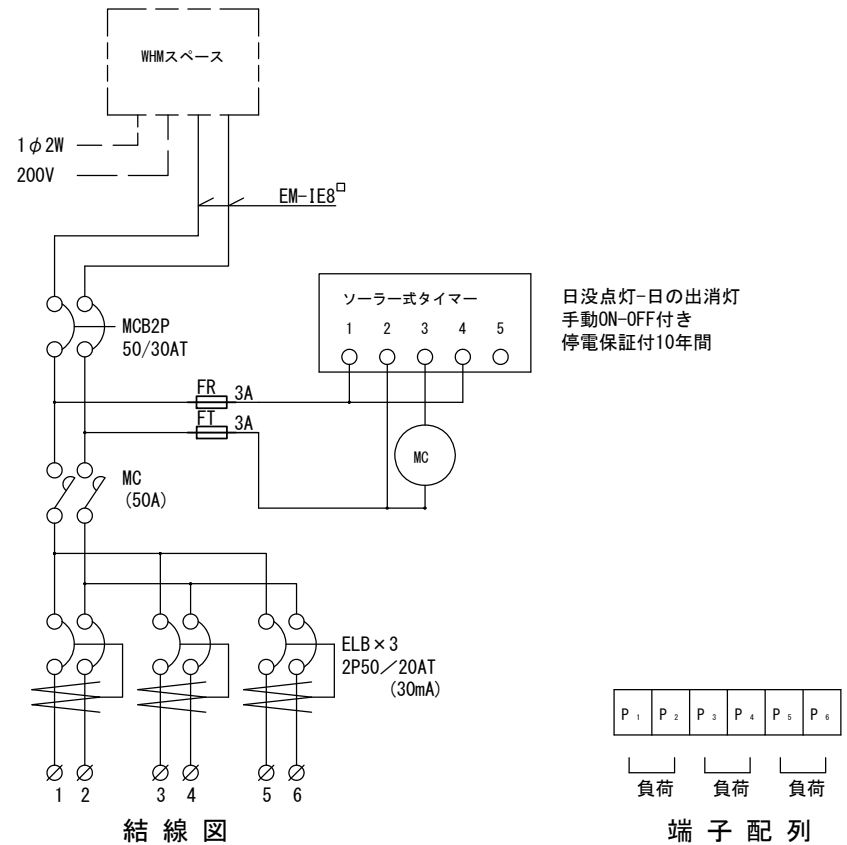 WHMスペース
1φ2W
200V
EM-IE8□
MCB2P
50/30AT
ソーラー式タイマー
1 2 3 4 5
日没点灯-日の出消灯
手動ON-OFF付き
停電保証付10年間
FR 3A
FT 3A
MC
MC
(50A)
ELB×3
2P50/20AT
(30mA)
1 2 3 4 5 6
結線図
P1 P2 P3 P4 P5 P6
負荷 負荷 負荷
端子配列